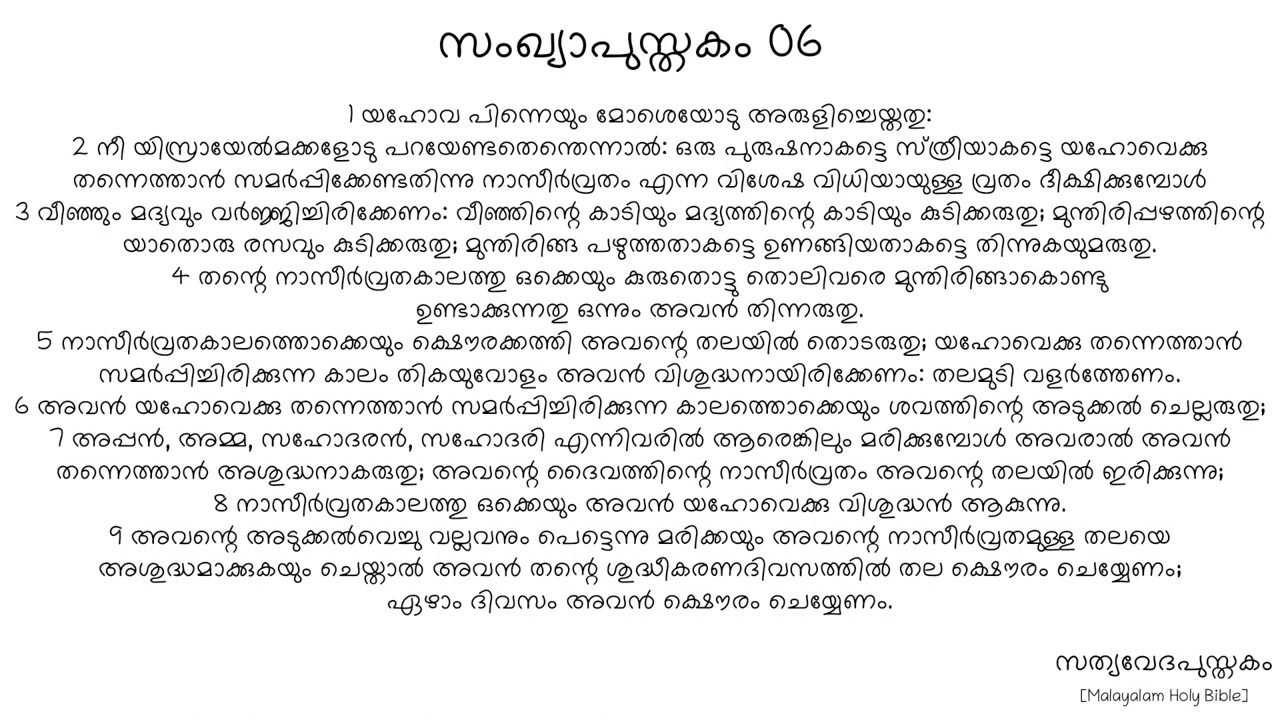 സംഖ്യാപുസ്തകം 06
1 യഹോവ പിന്നെയും മോശെയോടു അരുളിച്ചെയ്തതു:
2 നീ യിസ്രായേൽമക്കളോടു പറയേണ്ടതെന്തെന്നാൽ: ഒരു പുരുഷനാകട്ടെ സ്ത്രീയാകട്ടെ യഹോവെക്കു
തന്നെത്താൻ സമർപ്പിക്കേണ്ടതിന്നു നാസീർവ്രതം എന്ന വിശേഷ വിധിയായുള്ള വ്രതം ദീക്ഷിക്കുമ്പോൾ
3 വീഞ്ഞും മദ്യവും വർജ്ജിച്ചിരിക്കേണം: വീഞ്ഞിന്റെ കാടിയും മദ്യത്തിന്റെ കാടിയും കുടിക്കരുതു; മുന്തിരിപ്പഴത്തിന്റെ
യാതൊരു രസവും കുടിക്കരുതു; മുന്തിരിങ്ങ പഴുത്തതാകട്ടെ ഉണങ്ങിയതാകട്ടെ തിന്നുകയുമരുതു.
4 തന്റെ നാസീർവ്രതകാലത്തു ഒക്കെയും കുരുതൊട്ടു തൊലിവരെ മുന്തിരിങ്ങാകൊണ്ടു
ഉണ്ടാക്കുന്നതു ഒന്നും അവൻ തിന്നരുതു.
5 നാസീർവ്രതകാലത്തൊക്കെയും ക്ഷൌരക്കത്തി അവന്റെ തലയിൽ തൊടരുതു; യഹോവെക്കു തന്നെത്താൻ
സമർപ്പിച്ചിരിക്കുന്ന കാലം തികയുവോളം അവൻ വിശുദ്ധനായിരിക്കേണം: തലമുടി വളർത്തേണം.
6 അവൻ യഹോവെക്കു തന്നെത്താൻ സമർപ്പിച്ചിരിക്കുന്ന കാലത്തൊക്കെയും ശവത്തിന്റെ അടുക്കൽ ചെല്ലരുതു;
7 അപ്പൻ, അമ്മ, സഹോദരൻ, സഹോദരി എന്നിവരിൽ ആരെങ്കിലും മരിക്കുമ്പോൾ അവരാൽ അവൻ
തന്നെത്താൻ അശുദ്ധനാകരുതു; അവന്റെ ദൈവത്തിന്റെ നാസീർവ്രതം അവന്റെ തലയിൽ ഇരിക്കുന്നു;
8 നാസീർവ്രതകാലത്തു ഒക്കെയും അവൻ യഹോവെക്കു വിശുദ്ധൻ ആകുന്നു.
9 അവന്റെ അടുക്കൽവെച്ചു വല്ലവനും പെട്ടെന്നു മരിക്കയും അവന്റെ നാസീർവ്രതമുള്ള തലയെ
അശുദ്ധമാക്കുകയും ചെയ്താൽ അവൻ തന്റെ ശുദ്ധീകരണദിവസത്തിൽ തല ക്ഷൌരം ചെയ്യേണം;
ഏഴാം ദിവസം അവൻ ക്ഷൌരം ചെയ്യേണം.
സത്യവേദപുസ്തകം
[Malayalam Holy Bible]